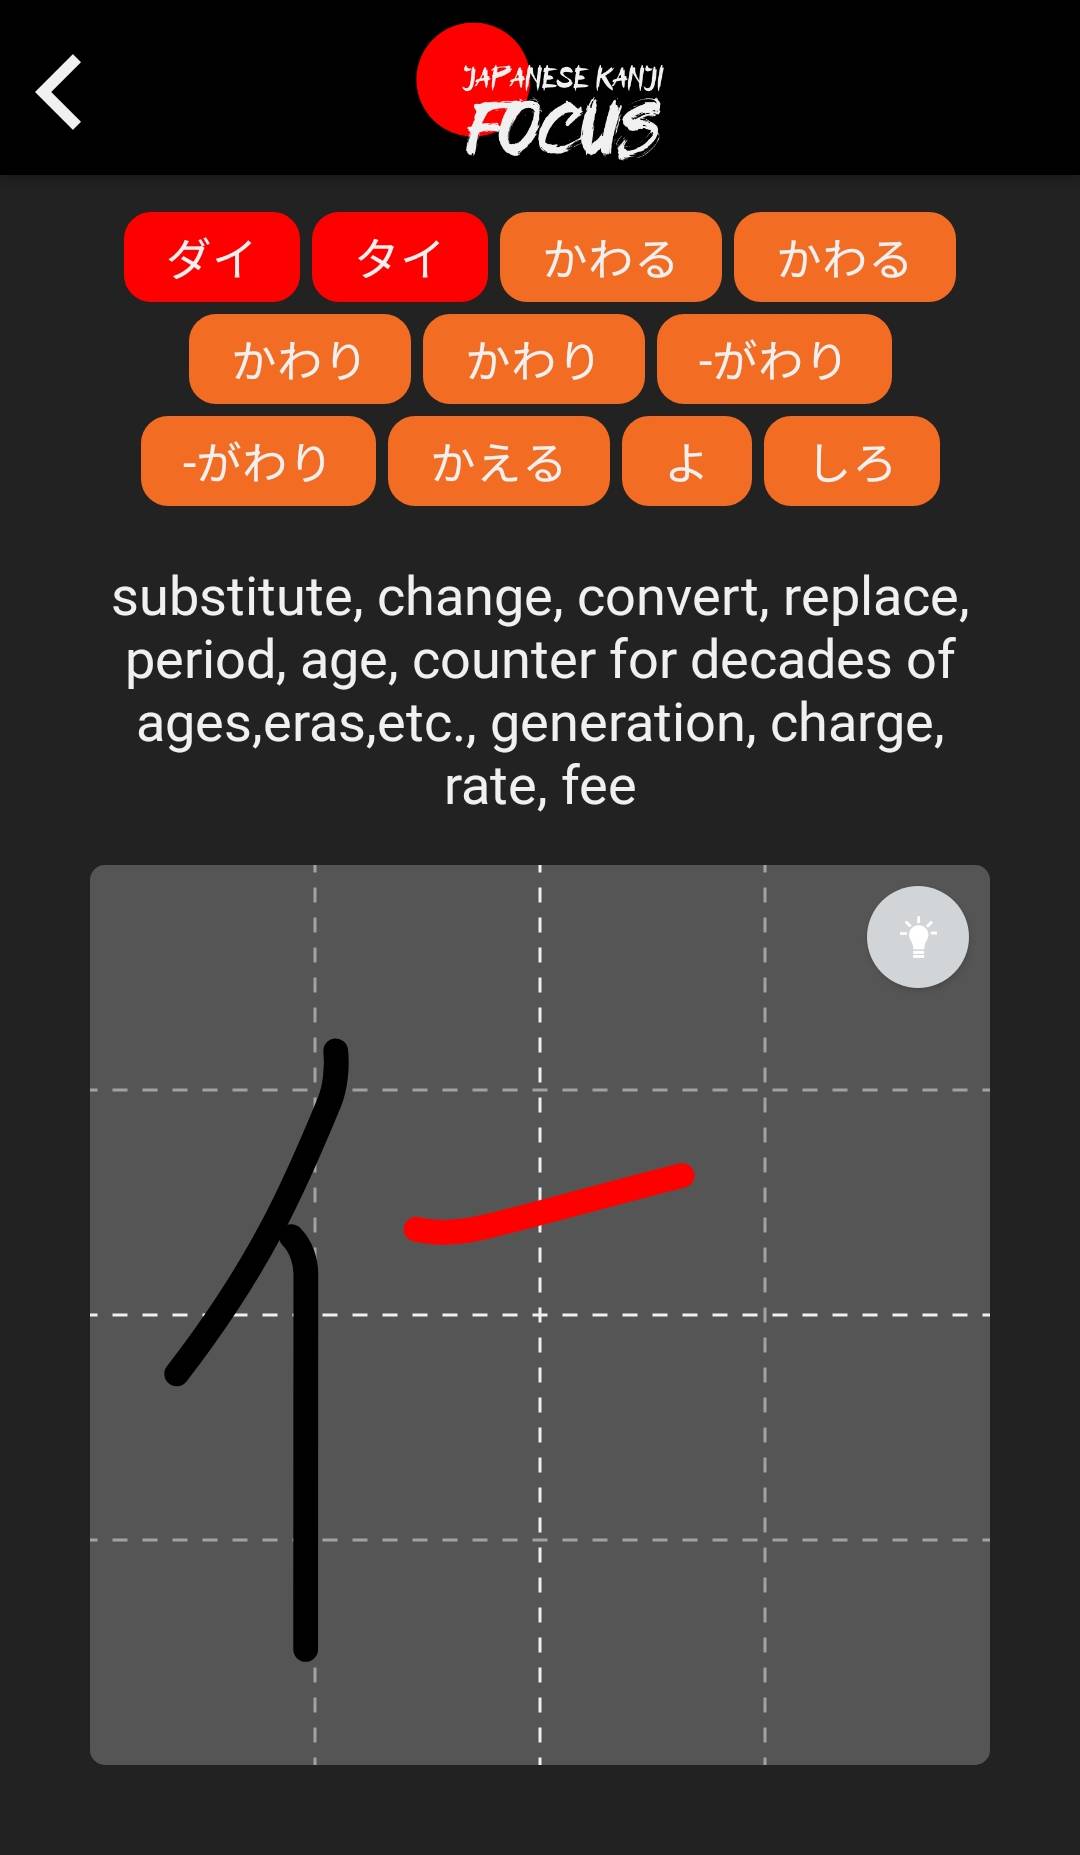 JAPANESE KANJI
FOCUS
ダイ タイ かわる かわる
かわり かわり -がわり
-がわり かえる よ しろ
substitute, change, convert, replace,
period, age, counter for decades of
ages,eras,etc., generation, charge,
rate, fee